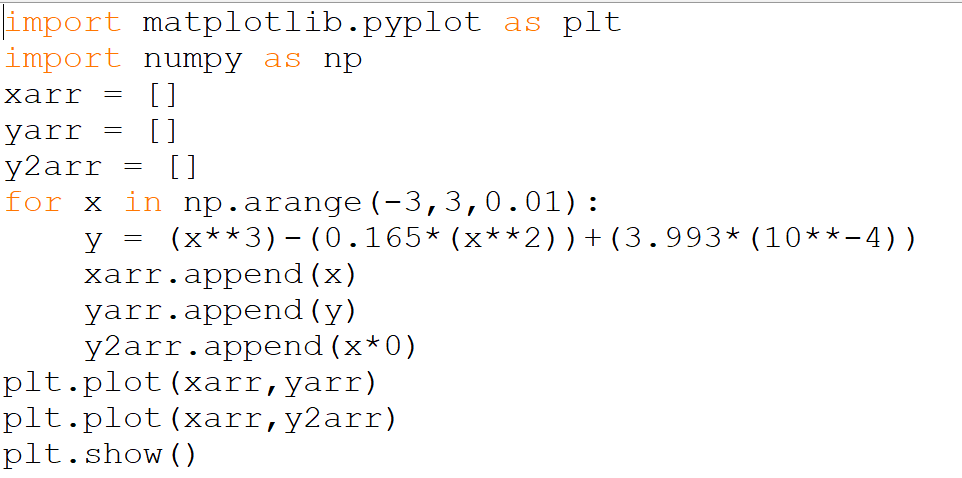 import matplotlib.pyplot as plt
import numpy as np
xarr = []
yarr = []
y2arr = []
for x in np.arange(-3,3,0.01):
    y = (x**3)-(0.165*(x**2))+(3.993*(10**-4))
    xarr.append(x)
    yarr.append(y)
    y2arr.append(x*0)
plt.plot(xarr,yarr)
plt.plot(xarr,y2arr)
plt.show()